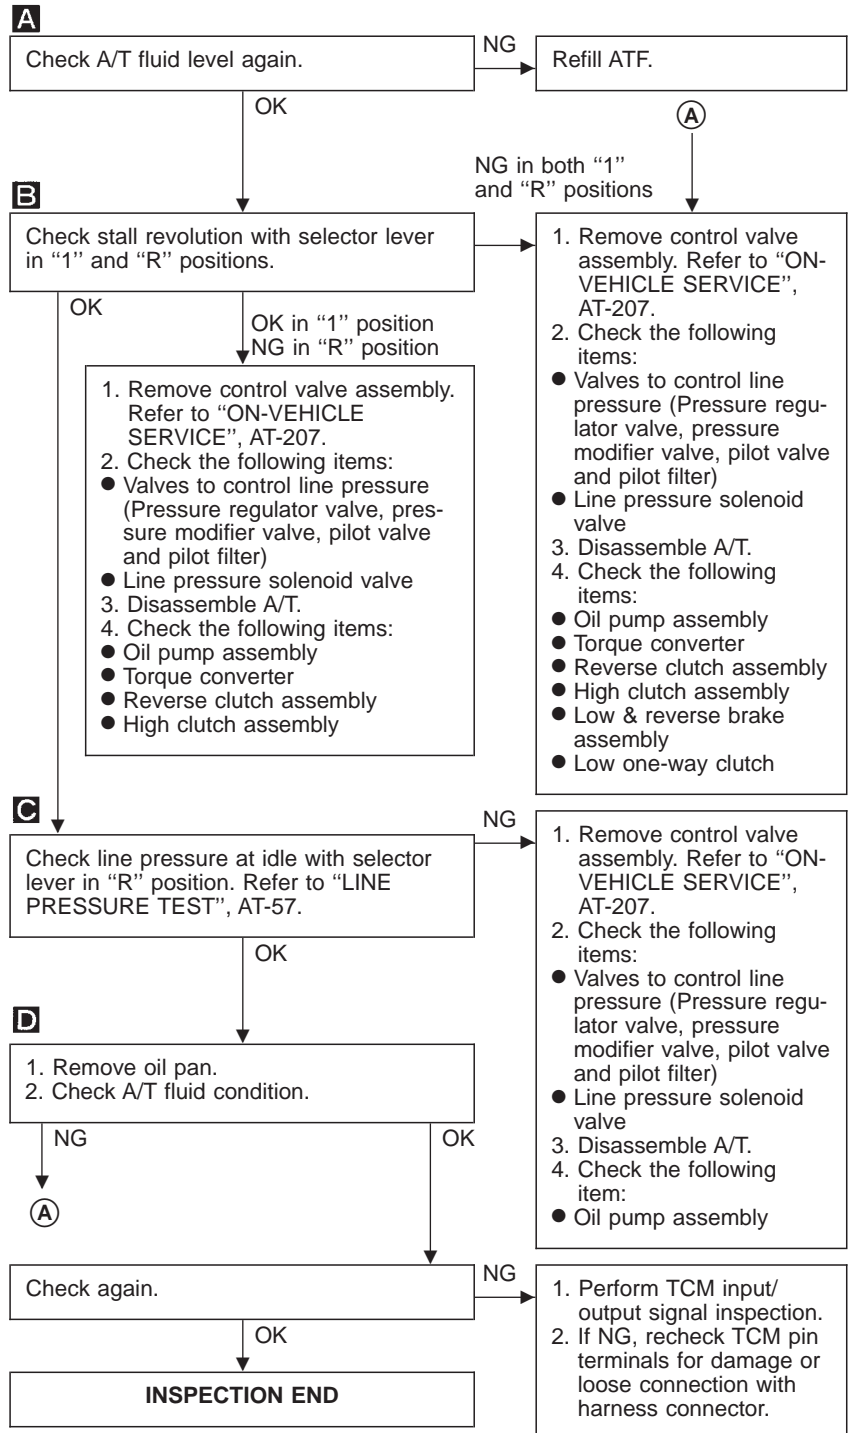 A
Check A/T fluid level again.
NG
Refill ATF.
OK
A
NG in both “1”
and “R” positions
B
Check stall revolution with selector lever
in “1” and “R” positions.
OK
OK in “1” position
NG in “R” position
1. Remove control valve assembly.
Refer to “ON-VEHICLE
SERVICE”, AT-207.
2. Check the following items:
● Valves to control line pressure
(Pressure regulator valve, pres-
sure modifier valve, pilot valve
and pilot filter)
● Line pressure solenoid valve
3. Disassemble A/T.
4. Check the following items:
● Oil pump assembly
● Torque converter
● Reverse clutch assembly
● High clutch assembly
1. Remove control valve
assembly. Refer to “ON-
VEHICLE SERVICE”,
AT-207.
2. Check the following
items:
● Valves to control line
pressure (Pressure regu-
lator valve, pressure
modifier valve, pilot valve
and pilot filter)
● Line pressure solenoid
valve
3. Disassemble A/T.
4. Check the following
items:
● Oil pump assembly
● Torque converter
● Reverse clutch assembly
● High clutch assembly
● Low & reverse brake
assembly
● Low one-way clutch
C
Check line pressure at idle with selector
lever in “R” position. Refer to “LINE
PRESSURE TEST”, AT-57.
NG
1. Remove control valve
assembly. Refer to “ON-
VEHICLE SERVICE”,
AT-207.
2. Check the following
items:
● Valves to control line
pressure (Pressure regu-
lator valve, pressure
modifier valve, pilot valve
and pilot filter)
● Line pressure solenoid
valve
3. Disassemble A/T.
4. Check the following
item:
● Oil pump assembly
OK
D
1. Remove oil pan.
2. Check A/T fluid condition.
NG
OK
A
Check again.
NG
1. Perform TCM input/
output signal inspection.
2. If NG, recheck TCM pin
terminals for damage or
loose connection with
harness connector.
OK
INSPECTION END